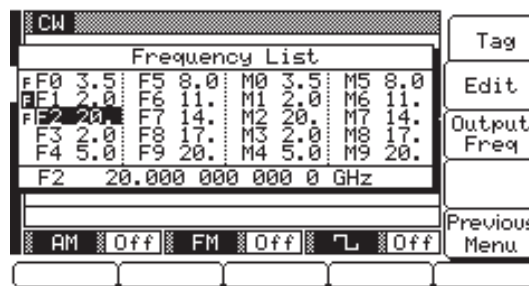 CW
Frequency List
F F0 3.5 F5 8.0 M0 3.5 M5 8.0
F F1 2.0 F6 11. M1 2.0 M6 11.
F F2 20. F7 14. M2 20. M7 14.
F3 2.0 F8 17. M3 2.0 M8 17.
F4 5.0 F9 20. M4 5.0 M9 20.
F2 20.000 000 000 0 GHz
AM Off FM Off Off
Tag
Edit
Output
Freq
Previous
Menu